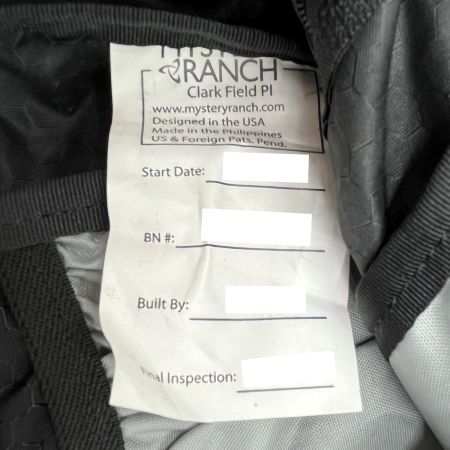 MYSTERY
RANCH
Clark Field PI
www.mysteryranch.com
Designed in the USA
Made in the Philippines
US & Foreign Pats, Pend.
Start Date:
BN #:
Built By:
Final Inspection: